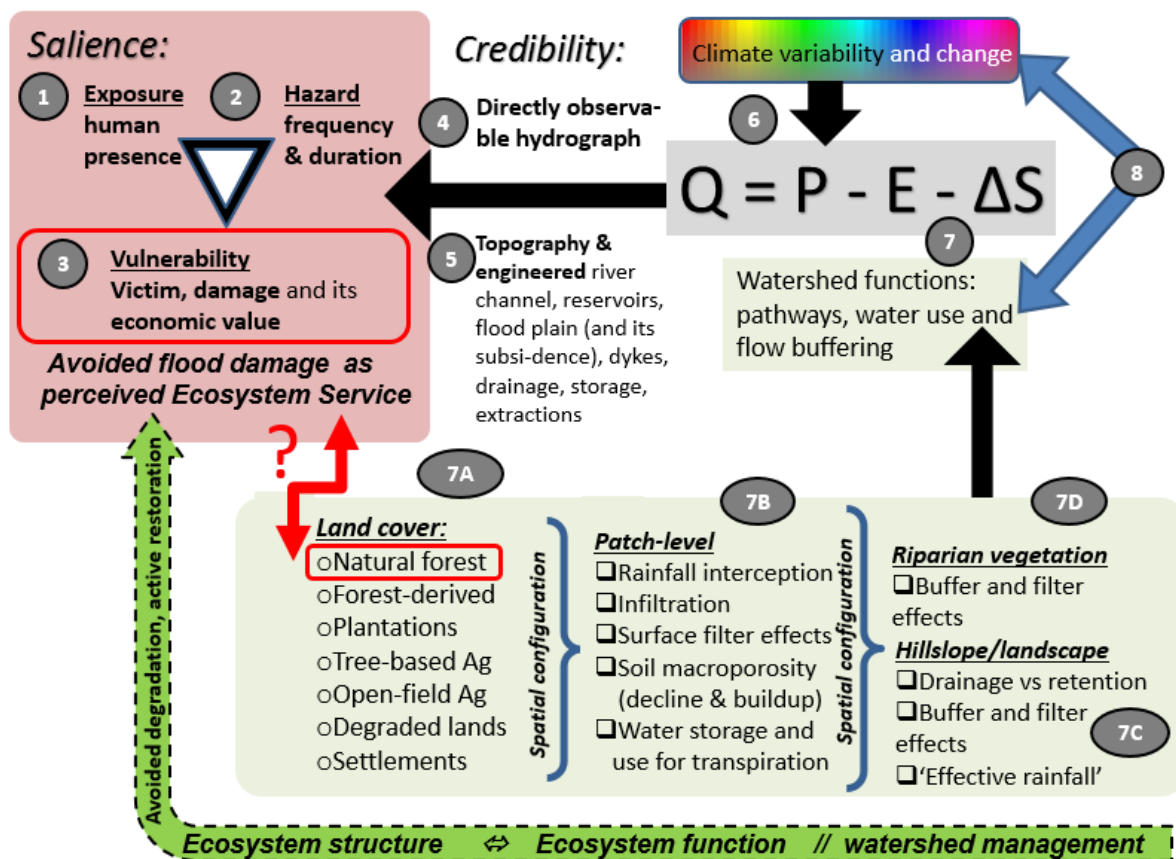 Salience:
1
Exposure
human
presence
2
Hazard
frequency
& duration
3
Vulnerability
Victim, damage and its
economic value
Avoided flood damage as
perceived Ecosystem Service
Credibility:
4
Directly observa-
ble hydrograph
5
Topography &
engineered river
channel, reservoirs,
flood plain (and its
subsi-dence), dykes,
drainage, storage,
extractions
Climate variability and change
6
Q = P - E - ΔS
7
8
Watershed functions:
pathways, water use and
flow buffering
?
7A
Land cover:
○Natural forest
○Forest-derived
○Plantations
○Tree-based Ag
○Open-field Ag
○Degraded lands
○Settlements
Spatial configuration
7B
Patch-level
❑Rainfall interception
❑Infiltration
❑Surface filter effects
❑Soil macroporosity
(decline & buildup)
❑Water storage and
use for transpiration
Spatial configuration
7D
Riparian vegetation
❑Buffer and filter
effects
Hillslope/landscape
❑Drainage vs retention
❑Buffer and filter
effects
❑'Effective rainfall'
7C
Avoided degradation, active restoration
Ecosystem structure ⇔ Ecosystem function // watershed management